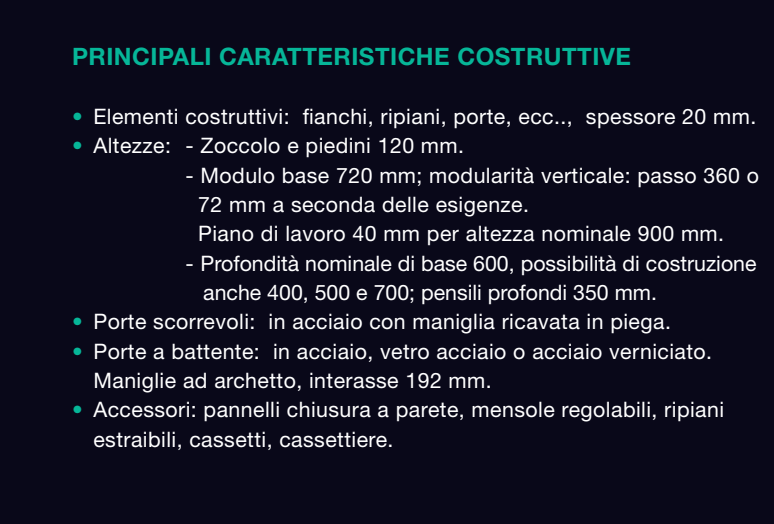 PRINCIPALI CARATTERISTICHE COSTRUTTIVE
• Elementi costruttivi: fianchi, ripiani, porte, ecc.., spessore 20 mm.
• Altezze: - Zoccolo e piedini 120 mm.
- Modulo base 720 mm; modularità verticale: passo 360 o
72 mm a seconda delle esigenze.
Piano di lavoro 40 mm per altezza nominale 900 mm.
- Profondità nominale di base 600, possibilità di costruzione
anche 400, 500 e 700; pensili profondi 350 mm.
• Porte scorrevoli: in acciaio con maniglia ricavata in piega.
• Porte a battente: in acciaio, vetro acciaio o acciaio verniciato.
Maniglie ad archetto, interasse 192 mm.
• Accessori: pannelli chiusura a parete, mensole regolabili, ripiani
estraibili, cassetti, cassettiere.